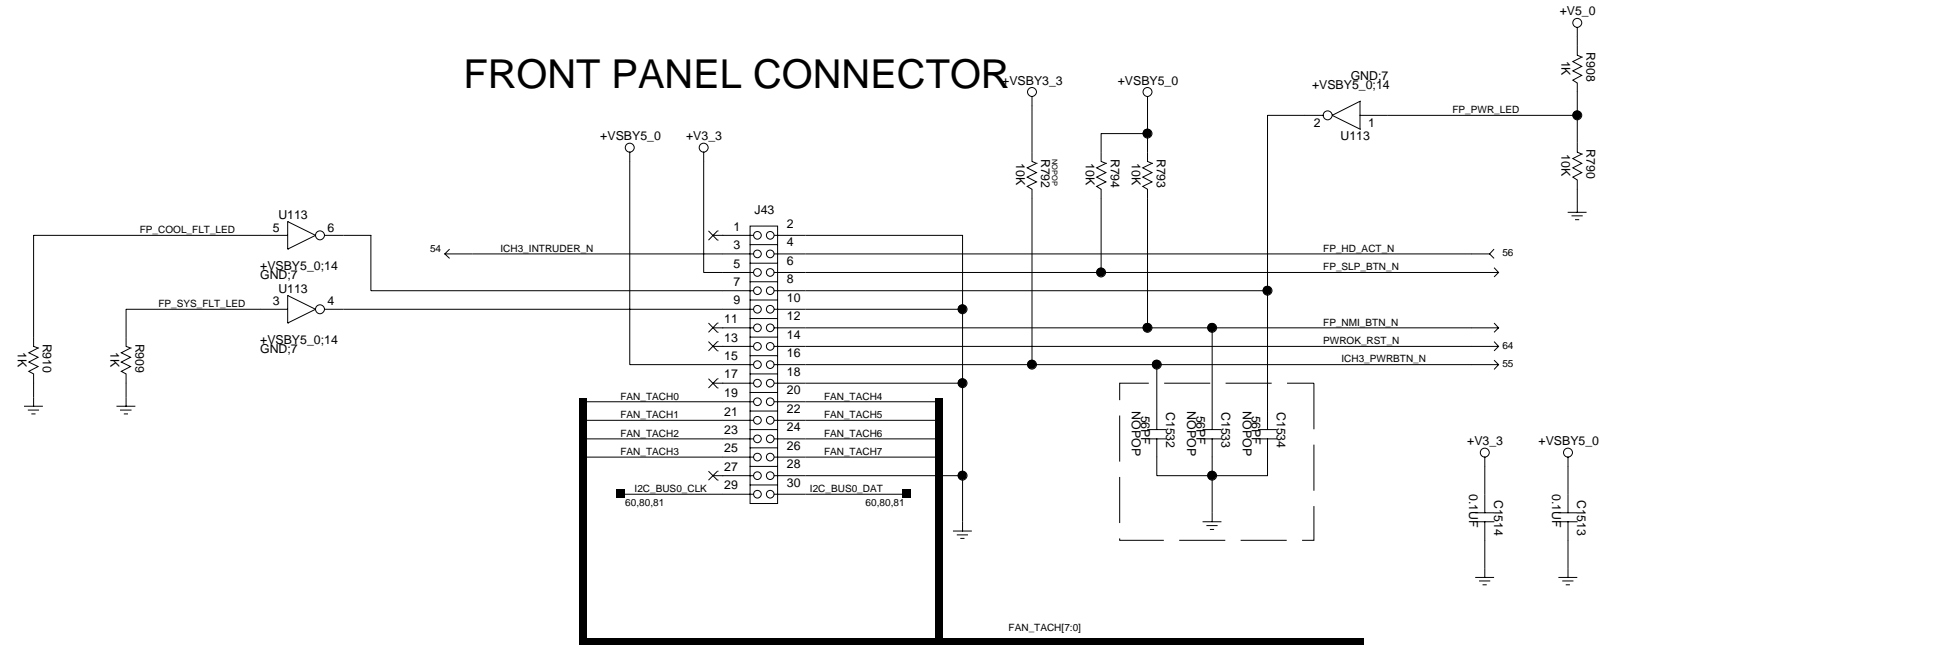 FRONT PANEL CONNECTOR
+V5_0
R908
1K
GND;7
+VSBY5_0;14
FP_PWR_LED
2
1
U113
R790
10K
+VSBY3_3
+VSBY5_0
NOPOP
R792
10K
R794
10K
R793
10K
+VSBY5_0
+V3_3
J43
U113
FP_COOL_FLT_LED
5
6
+VSBY5_0;14
GND;7
U113
FP_SYS_FLT_LED
3
4
+VSBY5_0;14
GND;7
R910
1K
R909
1K
54
ICH3_INTRUDER_N
1
2
3
4
5
6
7
8
9
10
11
12
13
14
15
16
17
18
19
20
21
22
23
24
25
26
27
28
29
30
FP_HD_ACT_N
56
FP_SLP_BTN_N
FP_NMI_BTN_N
PWROK_RST_N
64
ICH3_PWRBTN_N
55
FAN_TACH0
FAN_TACH4
FAN_TACH1
FAN_TACH5
FAN_TACH2
FAN_TACH6
FAN_TACH3
FAN_TACH7
I2C_BUS0_CLK
I2C_BUS0_DAT
60,80,81
60,80,81
C1532
56PF
NOPOP
C1533
56PF
NOPOP
C1534
56PF
NOPOP
+V3_3
+VSBY5_0
C1514
0.1UF
C1513
0.1UF
FAN_TACH[7:0]